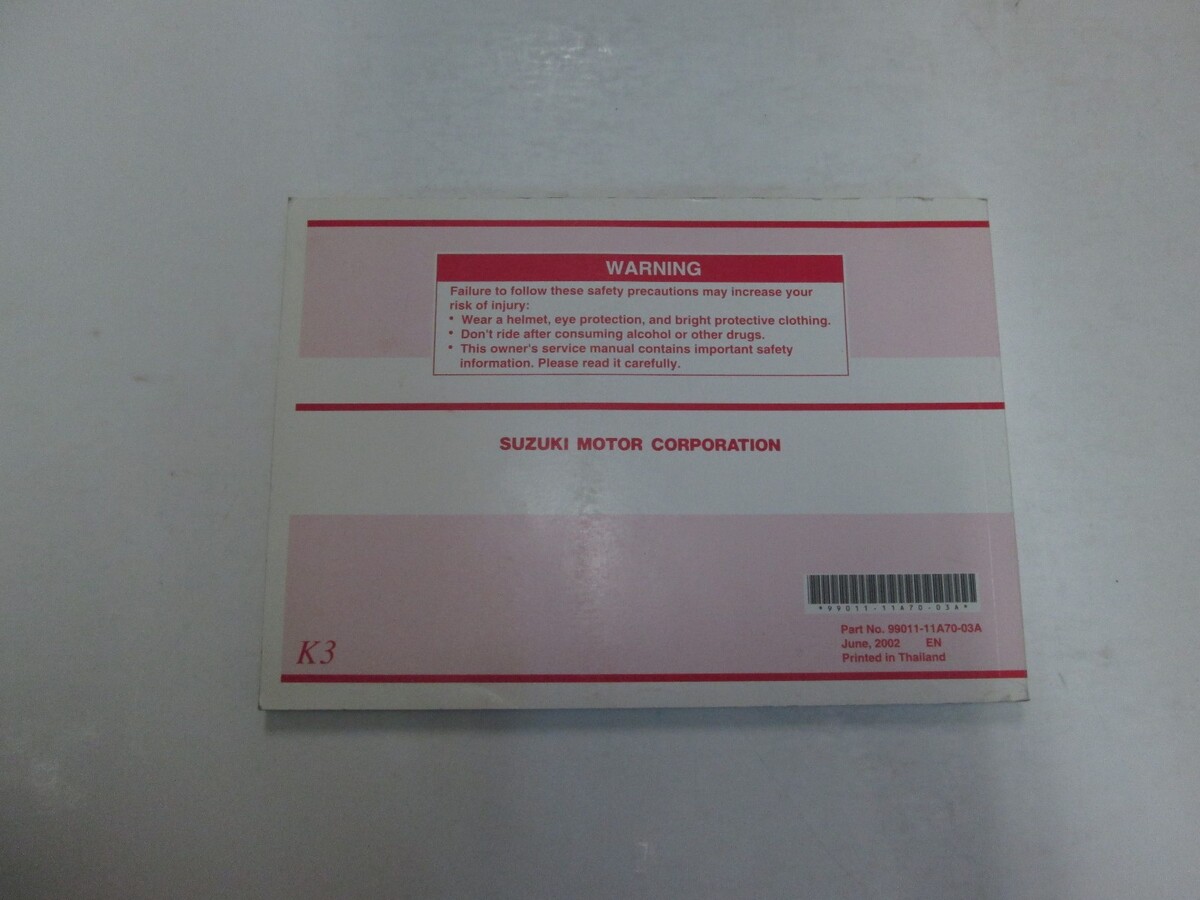 WARNING
Failure to follow these safety precautions may increase your
risk of injury:
• Wear a helmet, eye protection, and bright protective clothing.
• Don't ride after consuming alcohol or other drugs.
• This owner's service manual contains important safety
information. Please read it carefully.
SUZUKI MOTOR CORPORATION
*99011-11A70-03A*
Part No. 99011-11A70-03A
June, 2002 EN
Printed in Thailand
K3